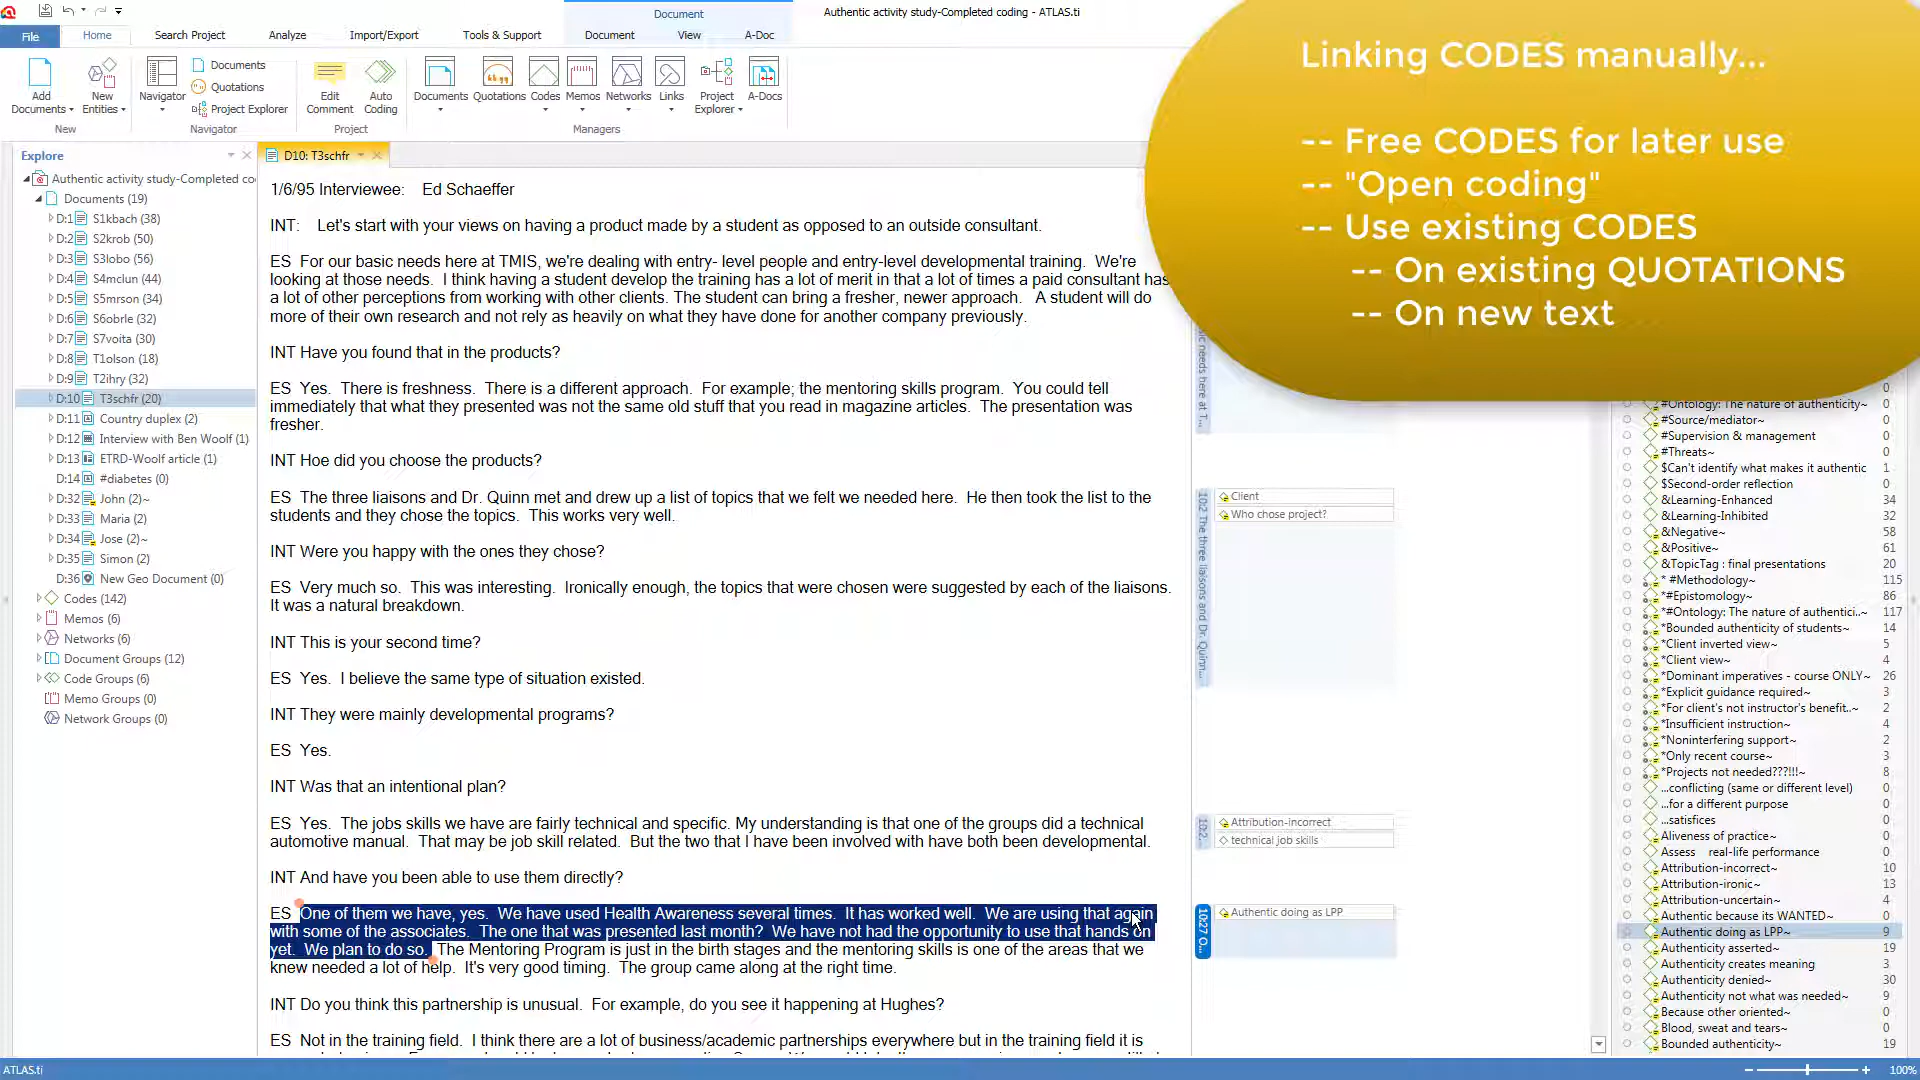 Document
Authentic activity study-Completed coding - ATLAS.ti
File
Home
Search Project
Analyze
Import/Export
Tools & Support
Document
View
A-Doc
Add Documents
New Entities
New
Navigator
Documents
Quotations
Project Explorer
Navigator
Edit Comment
Auto Coding
Project
Documents
Quotations
Codes
Memos
Networks
Links
Project Explorer
A-Docs
Managers
Linking CODES manually...
-- Free CODES for later use
-- "Open coding"
-- Use existing CODES
-- On existing QUOTATIONS
-- On new text
Explore
Authentic activity study-Completed co
Documents (19)
D:1 S1kbach (38)
D:2 S2krob (50)
D:3 S3lobo (56)
D:4 S4mclun (44)
D:5 S5mrson (34)
D:6 S6obrle (32)
D:7 S7voita (30)
D:8 T1olson (18)
D:9 T2ihry (32)
D:10 T3schfr (20)
D:11 Country duplex (2)
D:12 Interview with Ben Woolf (1)
D:13 ETRD-Woolf article (1)
D:14 #diabetes (0)
D:32 John (2)~
D:33 Maria (2)
D:34 Jose (2)~
D:35 Simon (2)
D:36 New Geo Document (0)
Codes (142)
Memos (6)
Networks (6)
Document Groups (12)
Code Groups (6)
Memo Groups (0)
Network Groups (0)
D10: T3schfr
1/6/95 Interviewee: Ed Schaeffer
INT: Let's start with your views on having a product made by a student as opposed to an outside consultant.
ES For our basic needs here at TMIS, we're dealing with entry- level people and entry-level developmental training. We're
looking at those needs. I think having a student develop the training has a lot of merit in that a lot of times a paid consultant has
a lot of other perceptions from working with other clients. The student can bring a fresher, newer approach. A student will do
more of their own research and not rely as heavily on what they have done for another company previously.
INT Have you found that in the products?
ES Yes. There is freshness. There is a different approach. For example; the mentoring skills program. You could tell
immediately that what they presented was not the same old stuff that you read in magazine articles. The presentation was
fresher.
INT Hoe did you choose the products?
ES The three liaisons and Dr. Quinn met and drew up a list of topics that we felt we needed here. He then took the list to the
students and they chose the topics. This works very well.
INT Were you happy with the ones they chose?
ES Very much so. This was interesting. Ironically enough, the topics that were chosen were suggested by each of the liaisons.
It was a natural breakdown.
INT This is your second time?
ES Yes. I believe the same type of situation existed.
INT They were mainly developmental programs?
ES Yes.
INT Was that an intentional plan?
ES Yes. The jobs skills we have are fairly technical and specific. My understanding is that one of the groups did a technical
automotive manual. That may be job skill related. But the two that I have been involved with have both been developmental.
INT And have you been able to use them directly?
ES One of them we have, yes. We have used Health Awareness several times. It has worked well. We are using that again
with some of the associates. The one that was presented last month? We have not had the opportunity to use that hands on
yet. We plan to do so. The Mentoring Program is just in the birth stages and the mentoring skills is one of the areas that we
knew needed a lot of help. It's very good timing. The group came along at the right time.
INT Do you think this partnership is unusual. For example, do you see it happening at Hughes?
ES Not in the training field. I think there are a lot of business/academic partnerships everywhere but in the training field it is
sic needs here at T...
10:2 The three liaisons and Dr. Quinn...
Client
Who chose project?
10:2...
Attribution-Incorrect
technical job skills
10:27 O...
Authentic doing as LPP
0
#Ontology: The nature of authenticity~ 0
#Source/mediator~ 0
#Supervision & management 0
#Threats~ 0
$Can't identify what makes it authentic 1
$Second-order reflection 0
&Learning-Enhanced 34
&Learning-Inhibited 32
&Negative~ 58
&Positive~ 61
&TopicTag : final presentations 20
* #Methodology~ 115
*#Epistomology~ 86
*#Ontology: The nature of authentici..~ 117
*Bounded authenticity of students~ 14
*Client inverted view~ 5
*Client view~ 4
*Dominant imperatives - course ONLY~ 26
*Explicit guidance required~ 3
*For client's not instructor's benefit..~ 2
*Insufficient instruction~ 4
*Noninterfering support~ 2
*Only recent course~ 3
*Projects not needed???!!!~ 8
...conflicting (same or different level) 0
...for a different purpose 0
...satisfices 0
Aliveness of practice~ 0
Assess real-life performance 0
Attribution-incorrect~ 10
Attribution-ironic~ 13
Attribution-uncertain~ 4
Authentic because its WANTED~ 0
Authentic doing as LPP~ 9
Authenticity asserted~ 19
Authenticity creates meaning 3
Authenticity denied~ 30
Authenticity not what was needed~ 9
Because other oriented~ 0
Blood, sweat and tears~ 0
Bounded authenticity~ 19
ATLAS.ti
100%